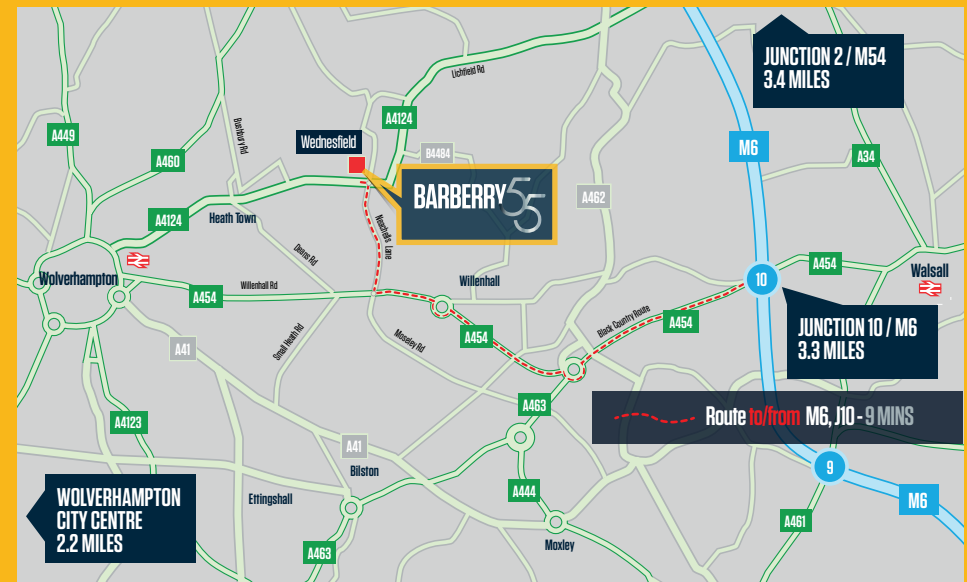 JUNCTION 2 / M54
3.4 MILES
Lichfield Rd
A4124
Bushbury Rd
A449
Wednesfield
M6
A460
B4484
A34
BARBERRY 55
A462
A4124
Heath Town
Neachells Lane
Deans Rd
Wolverhampton
Willenhall Rd
A454
Willenhall
A454
Walsall
10
Black Country Route
A454
A454
JUNCTION 10 / M6
3.3 MILES
Small Heath Rd
Moseley Rd
A41
A463
Route to/from M6, J10 - 9 MINS
A4123
A41
Bilston
9
WOLVERHAMPTON
CITY CENTRE
2.2 MILES
Ettingshall
A444
M6
A461
Moxley
A463